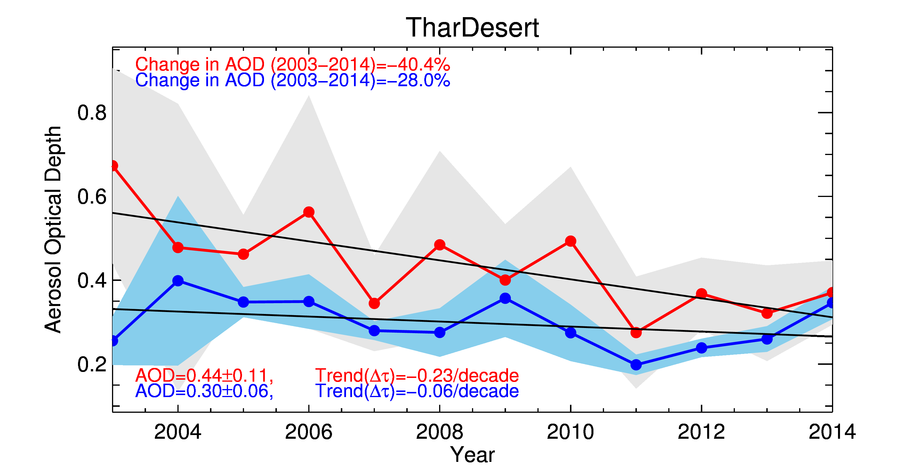 TharDesert
Change in AOD (2003−2014)=−40.4%
Change in AOD (2003−2014)=−28.0%
Aerosol Optical Depth
0.8
0.6
0.4
0.2
AOD=0.44±0.11, Trend(Δτ)=−0.23/decade
AOD=0.30±0.06, Trend(Δτ)=−0.06/decade
2004 2006 2008 2010 2012 2014
Year